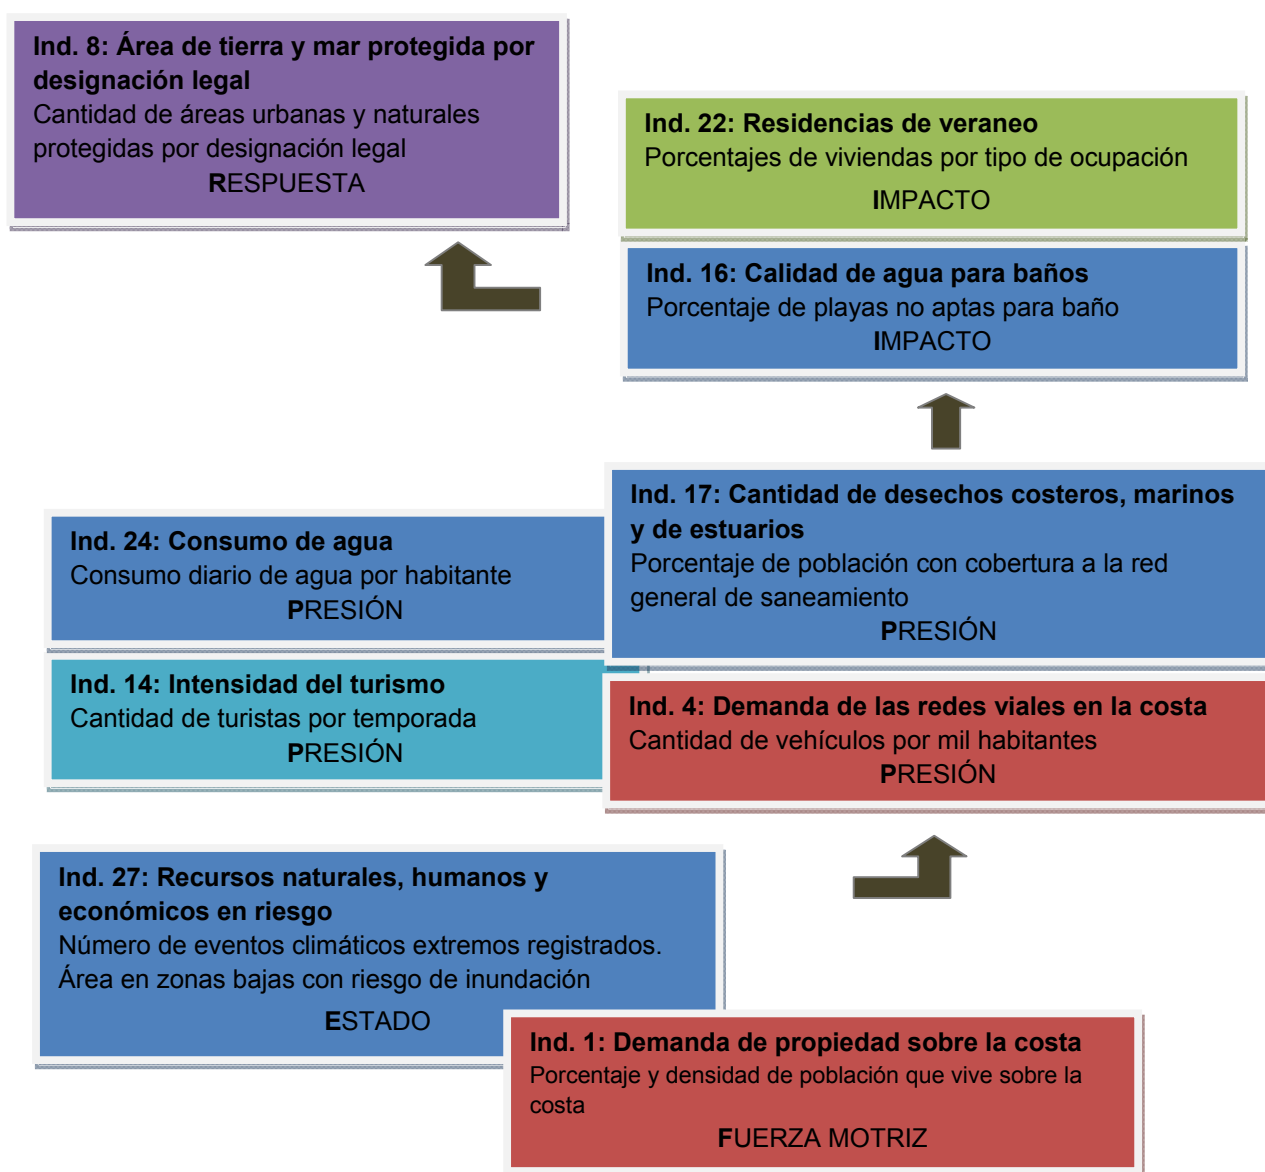 Ind. 8: Área de tierra y mar protegida por
designación legal
Cantidad de áreas urbanas y naturales
protegidas por designación legal
RESPUESTA
Ind. 22: Residencias de veraneo
Porcentajes de viviendas por tipo de ocupación
IMPACTO
Ind. 16: Calidad de agua para baños
Porcentaje de playas no aptas para baño
IMPACTO
Ind. 24: Consumo de agua
Consumo diario de agua por habitante
PRESIÓN
Ind. 17: Cantidad de desechos costeros, marinos
y de estuarios
Porcentaje de población con cobertura a la red
general de saneamiento
PRESIÓN
Ind. 14: Intensidad del turismo
Cantidad de turistas por temporada
PRESIÓN
Ind. 4: Demanda de las redes viales en la costa
Cantidad de vehículos por mil habitantes
PRESIÓN
Ind. 27: Recursos naturales, humanos y
económicos en riesgo
Número de eventos climáticos extremos registrados.
Área en zonas bajas con riesgo de inundación
ESTADO
Ind. 1: Demanda de propiedad sobre la costa
Porcentaje y densidad de población que vive sobre la
costa
FUERZA MOTRIZ